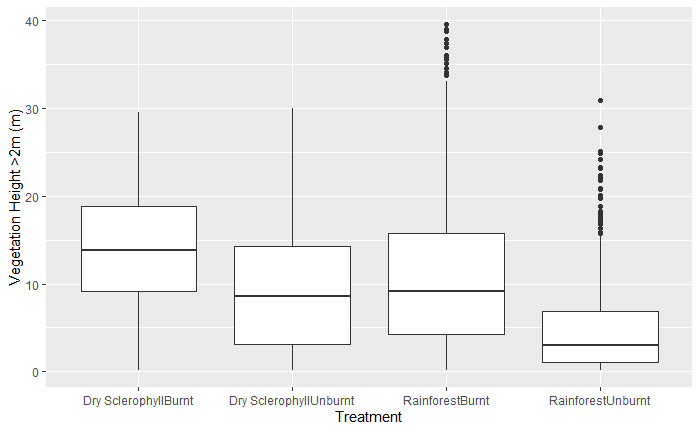 Vegetation Height >2m (m)
40
30
20
10
0
Dry SclerophyllBurnt
Dry SclerophyllUnburnt
RainforestBurnt
RainforestUnburnt
Treatment